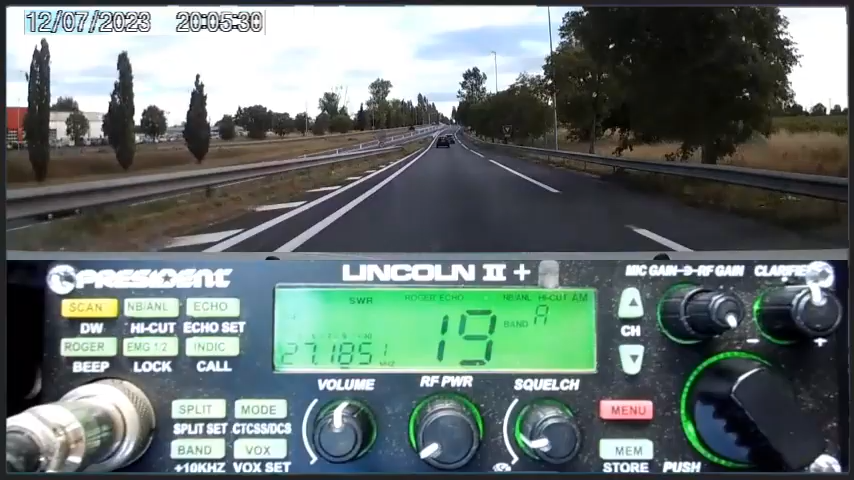 12/07/2023 20:05:30
PRESIDENT LINCOLN II + MIC GAIN RF GAIN CLARIFIER
SCAN NB/ANL ECHO
DW HI-CUT ECHO SET
ROGER EMG 1/2 INDIC
BEEP LOCK CALL
SWR ROGER ECHO NB/ANL HI-CUT AM
19 BAND A
27.1851
CH
VOLUME RF PWR SQUELCH
SPLIT MODE
SPLIT SET CTCSS/DCS
BAND VOX
+10KHZ VOX SET
MENU
MEM
STORE PUSH
- +